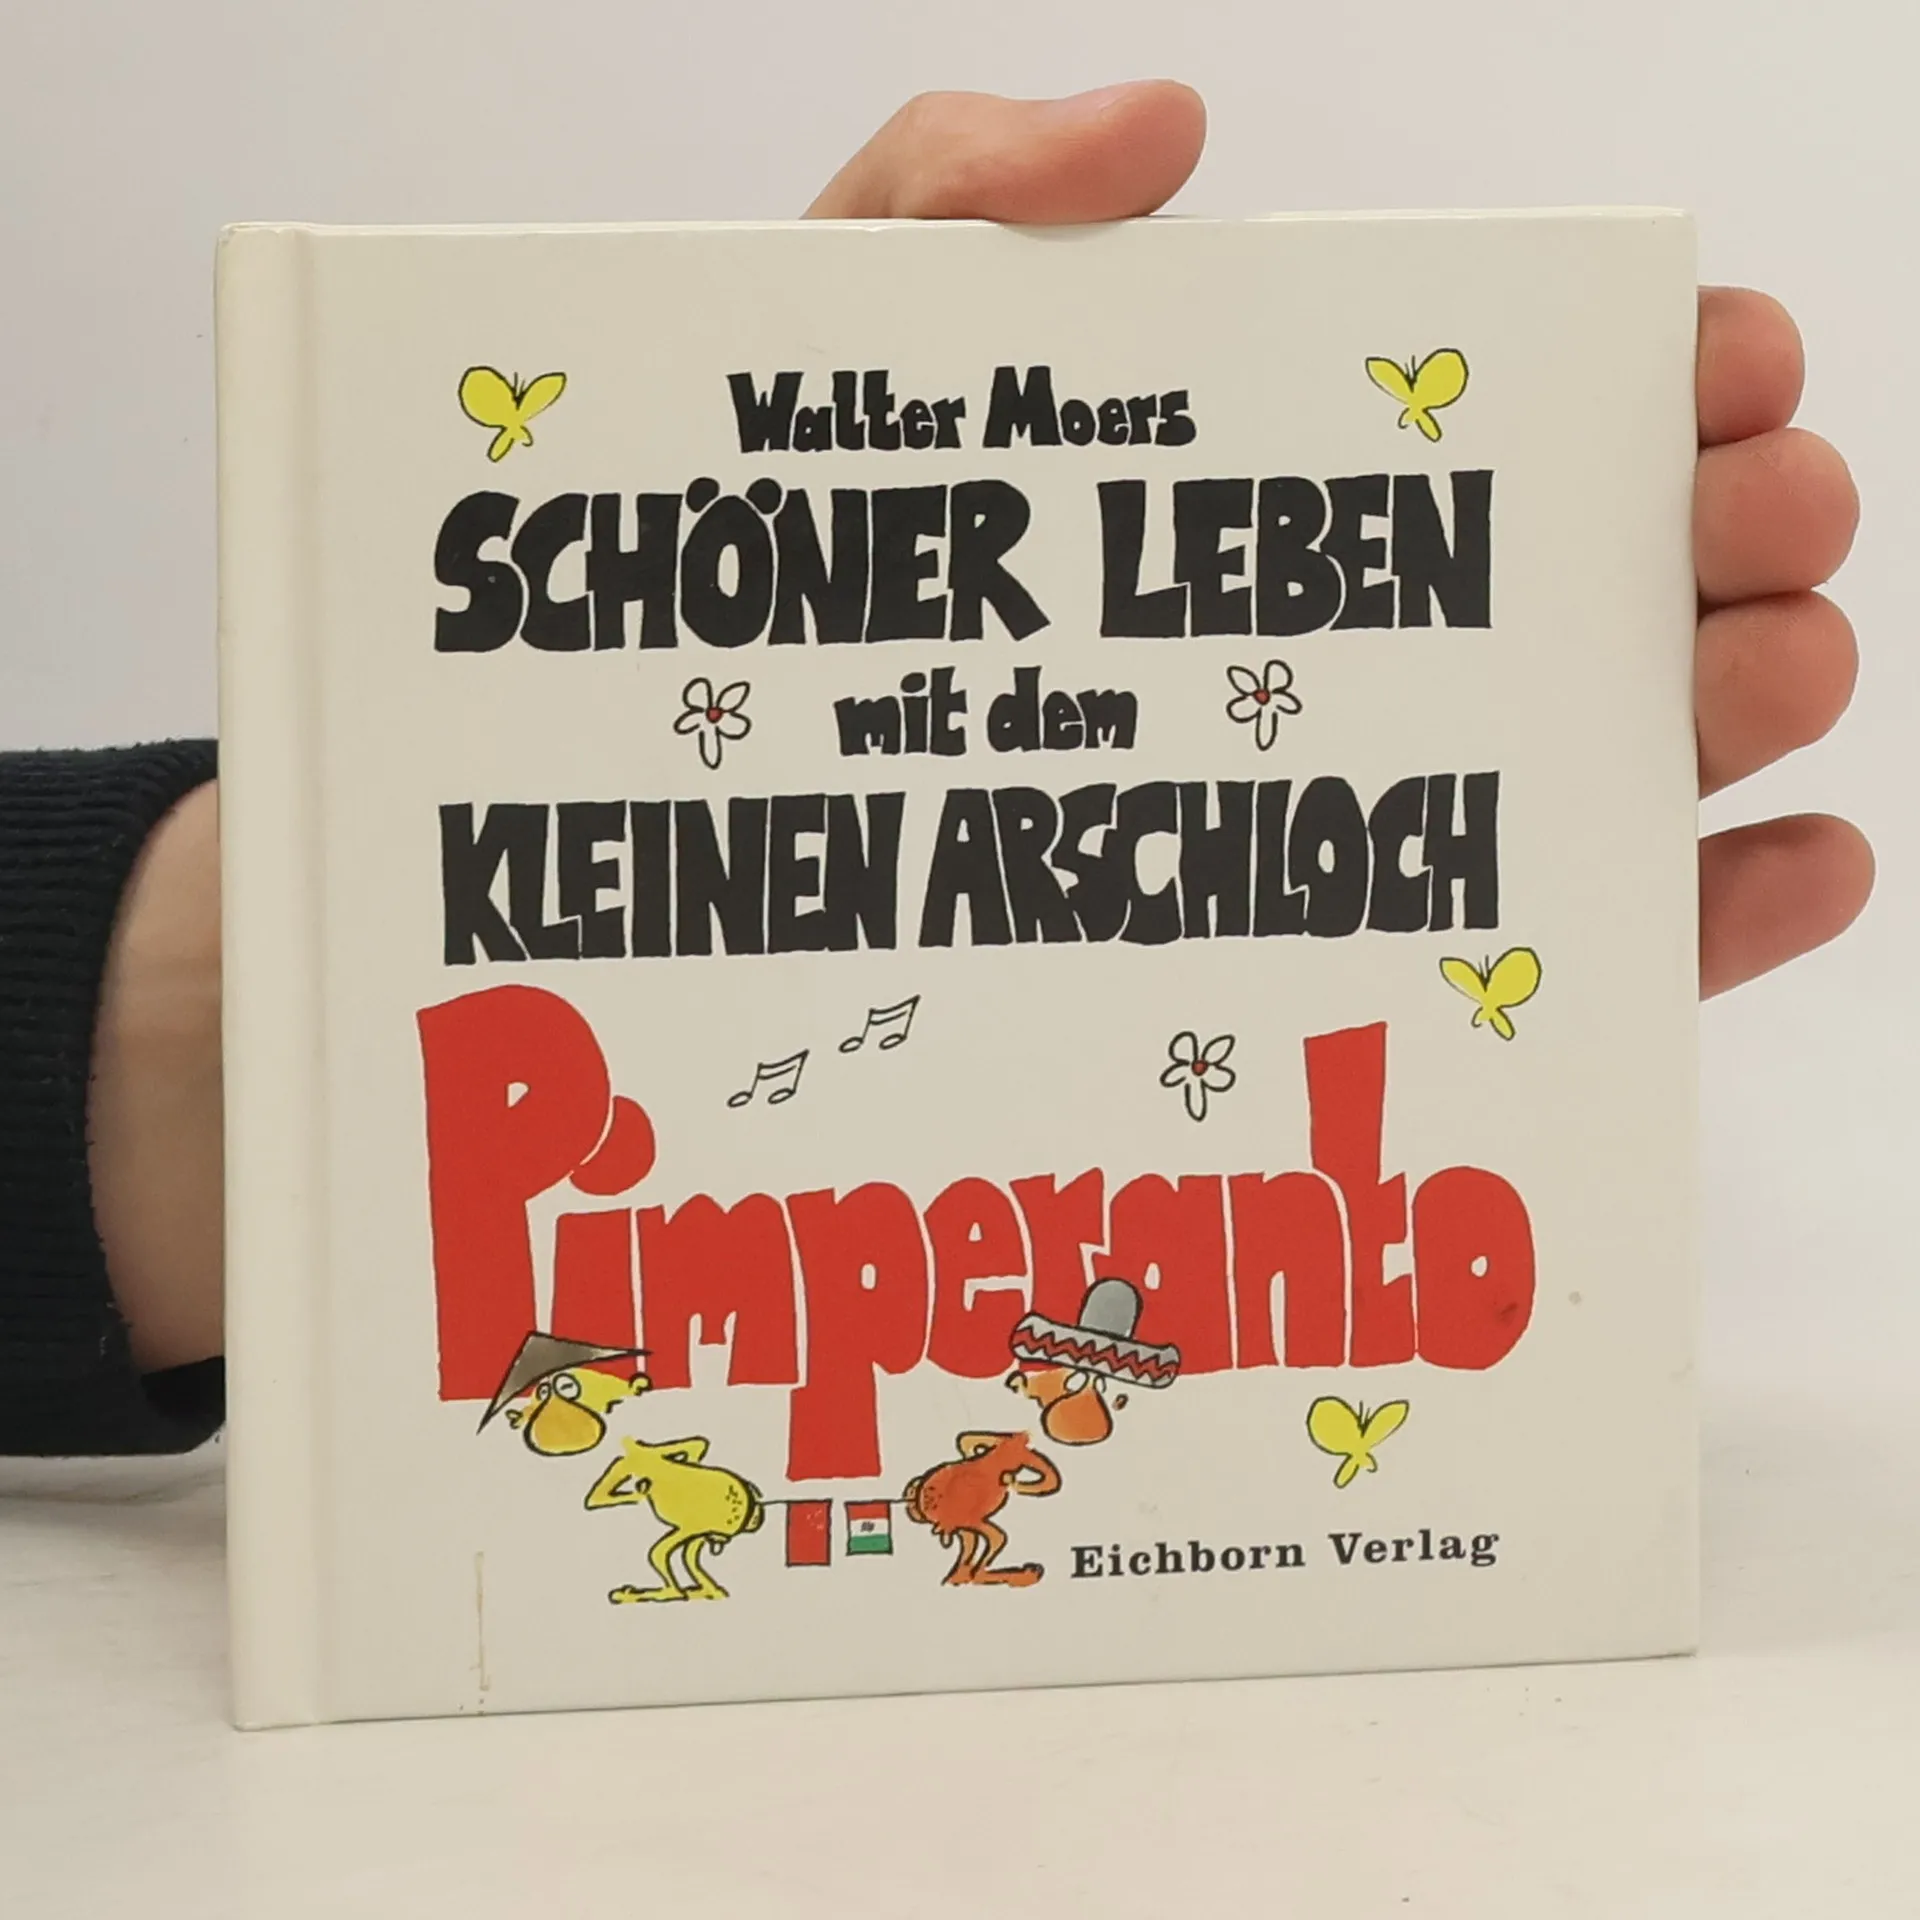 Walter Moers
SCHÖNER LEBEN
mit dem
KLEINEN ARSCHLOCH
Pimperanto
Eichborn Verlag